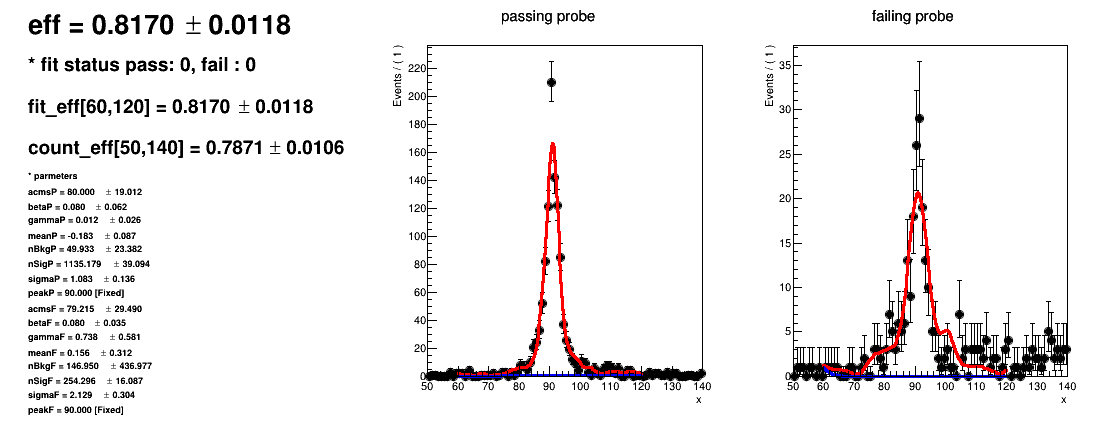 eff = 0.8170 ± 0.0118
* fit status pass: 0, fail : 0
fit_eff[60,120] = 0.8170 ± 0.0118
count_eff[50,140] = 0.7871 ± 0.0106
* parmeters
acmsP = 80.000 ± 19.012
betaP = 0.080 ± 0.062
gammaP = 0.012 ± 0.026
meanP = -0.183 ± 0.087
nBkgP = 49.933 ± 23.382
nSigP = 1135.179 ± 39.094
sigmaP = 1.083 ± 0.136
peakP = 90.000 [Fixed]
acmsF = 79.215 ± 29.490
betaF = 0.080 ± 0.035
gammaF = 0.738 ± 0.581
meanF = 0.156 ± 0.312
nBkgF = 146.950 ± 436.977
nSigF = 254.296 ± 16.087
sigmaF = 2.129 ± 0.304
peakF = 90.000 [Fixed]
passing probe
Events / ( 1 )
220
200
180
160
140
120
100
80
60
40
20
0
50 60 70 80 90 100 110 120 130 140
x
failing probe
Events / ( 1 )
35
30
25
20
15
10
5
0
50 60 70 80 90 100 110 120 130 140
x